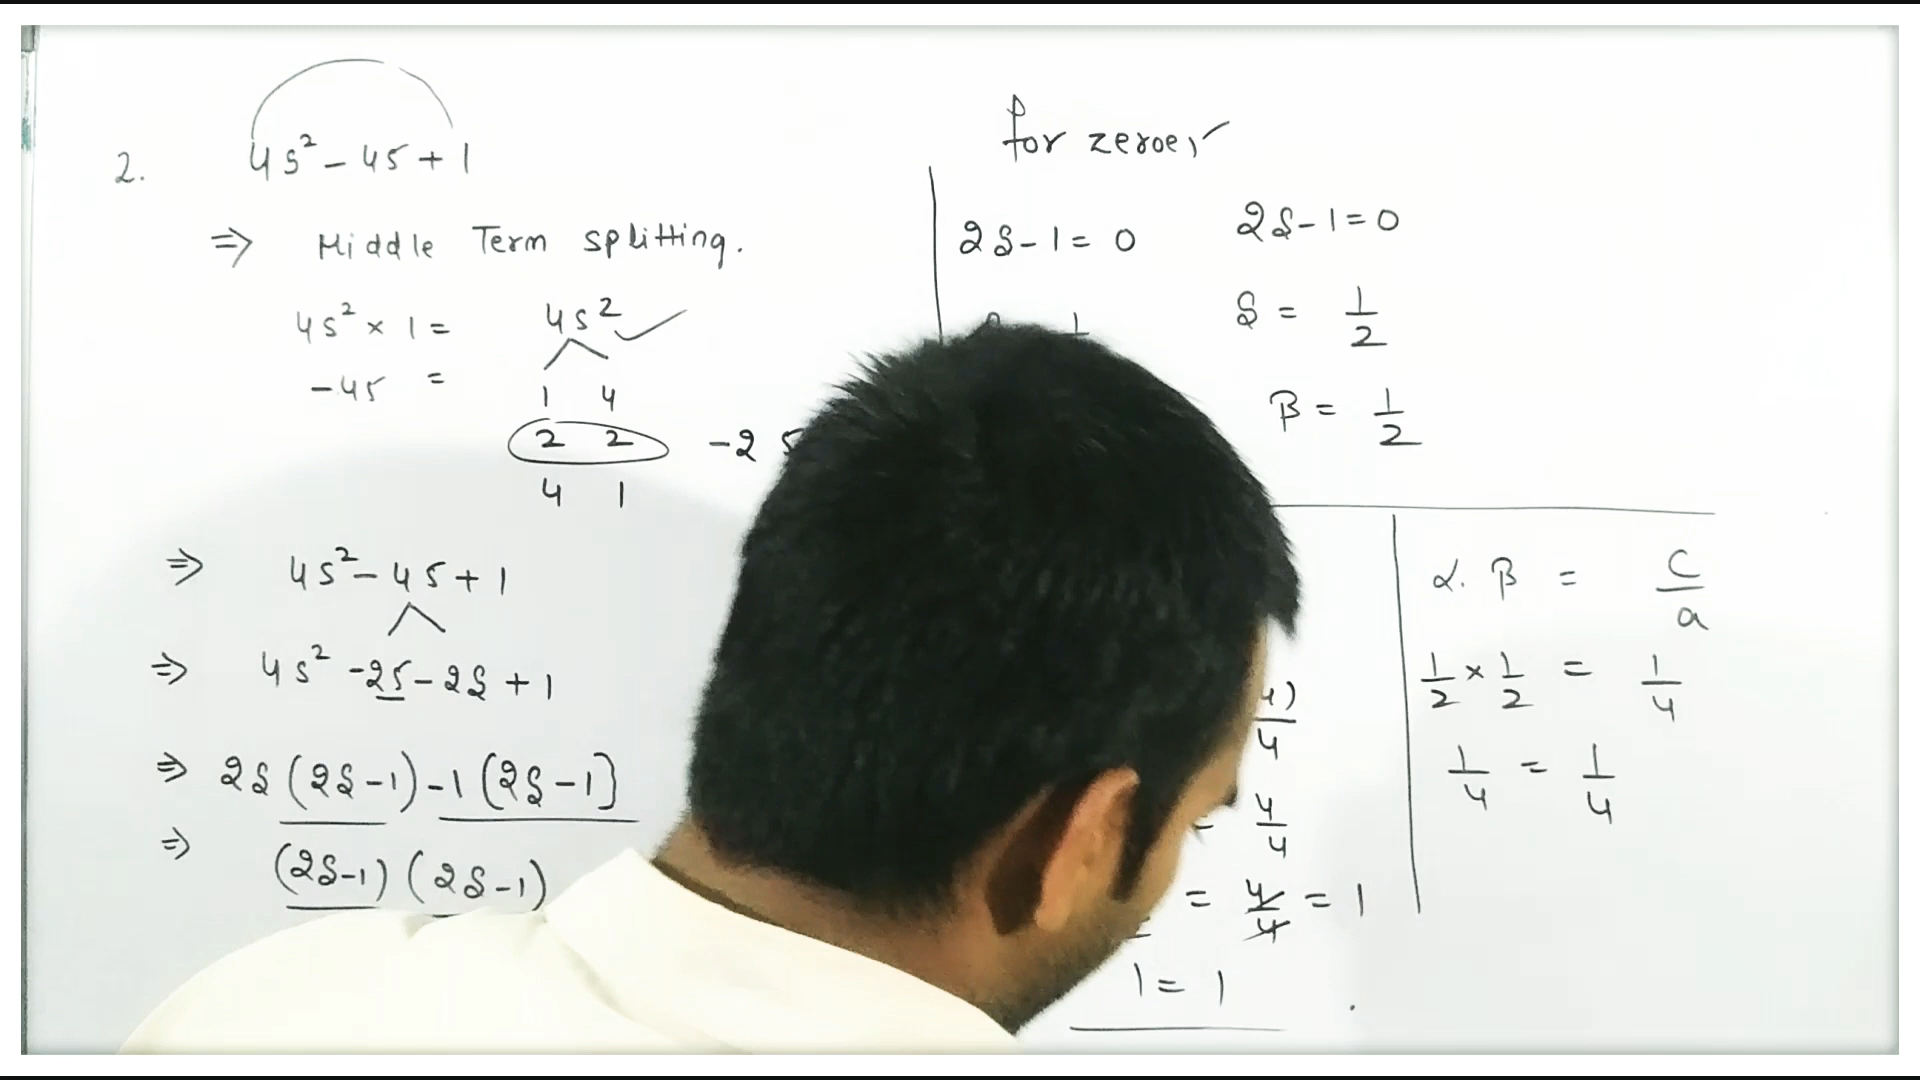 2. 4s² - 4s + 1
⇒ Middle Term splitting.
4s² × 1 = 4s²
-4s =
1 4
2 2 -2s
4 1
⇒ 4s² - 4s + 1
⇒ 4s² - 2s - 2s + 1
⇒ 2s (2s - 1) - 1 (2s - 1]
⇒ (2s-1) (2s-1)
for zeroes
2s - 1 = 0
2s - 1 = 0
s = 1/2
β = 1/2
4)/4
= 4/4
= 4/4 = 1
1 = 1
α . β = c/a
1/2 × 1/2 = 1/4
1/4 = 1/4